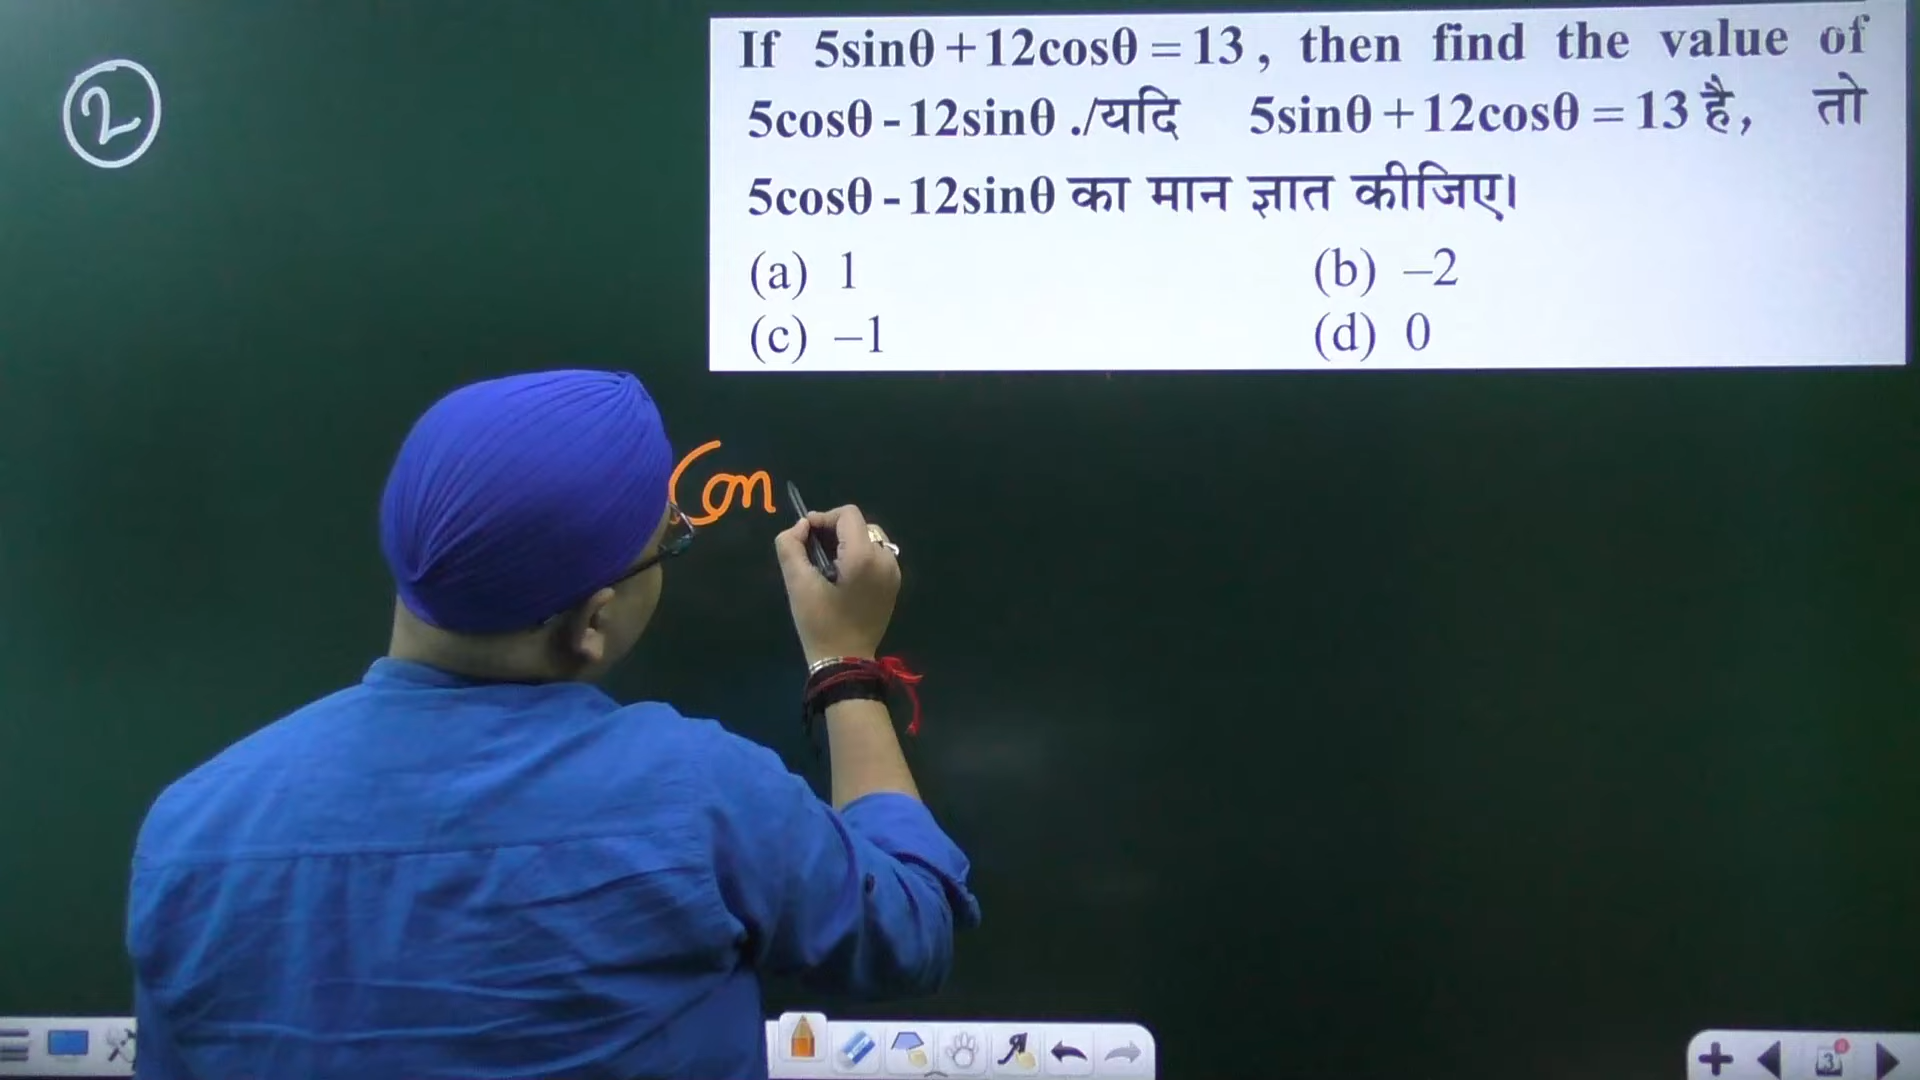 2
If 5sinθ + 12cosθ = 13, then find the value of
5cosθ - 12sinθ ./यदि 5sinθ + 12cosθ = 13 है, तो
5cosθ - 12sinθ का मान ज्ञात कीजिए।
(a) 1 (b) –2
(c) –1 (d) 0
Con
3